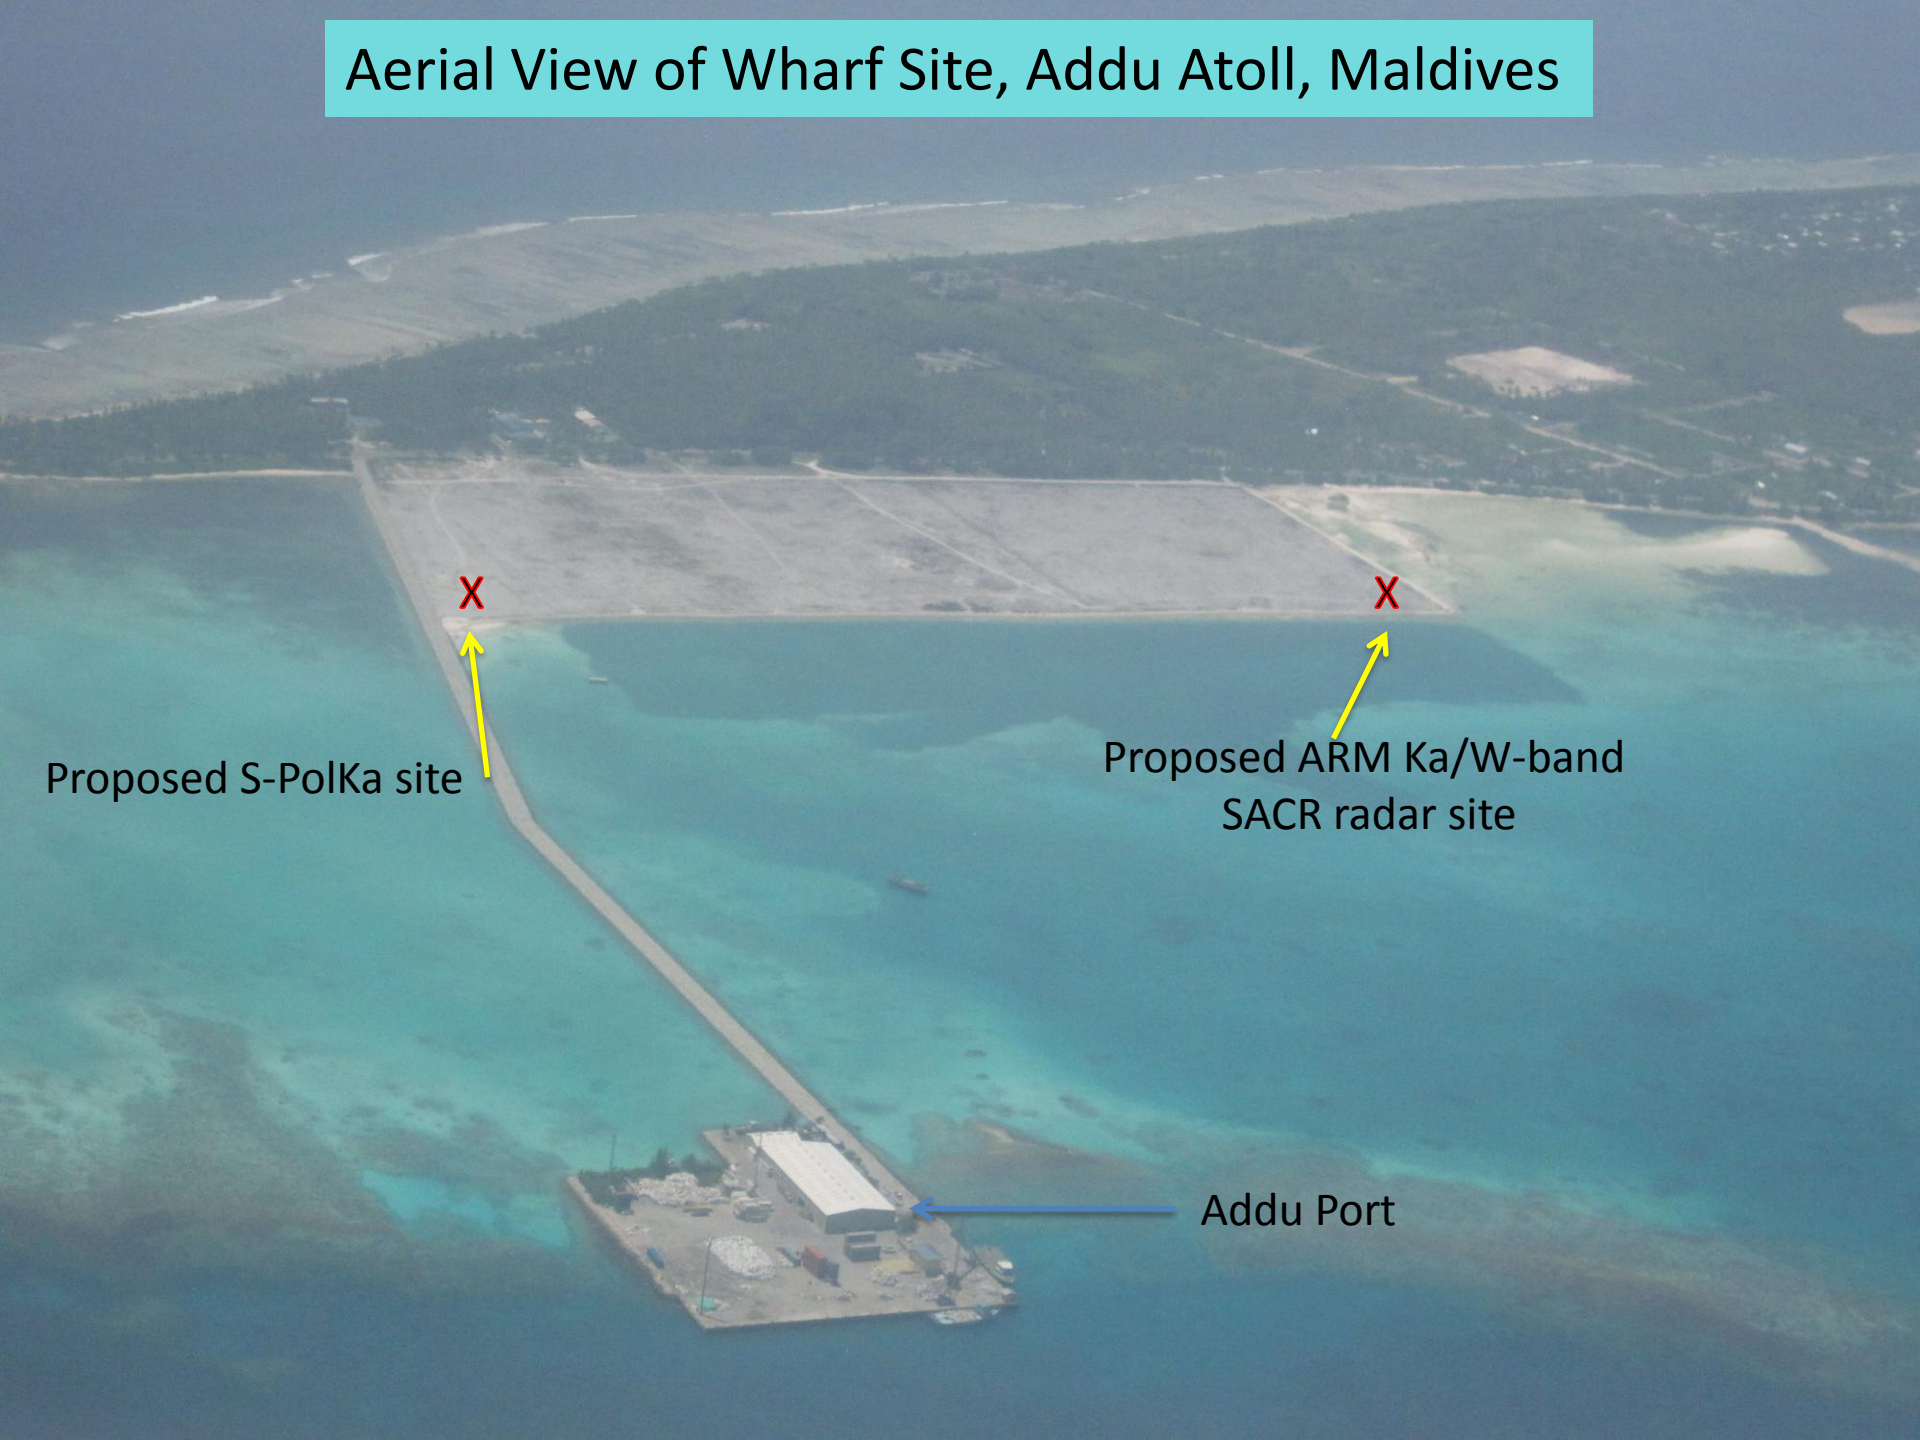 Aerial View of Wharf Site, Addu Atoll, Maldives
X
X
Proposed S-PolKa site
Proposed ARM Ka/W-band
SACR radar site
Addu Port